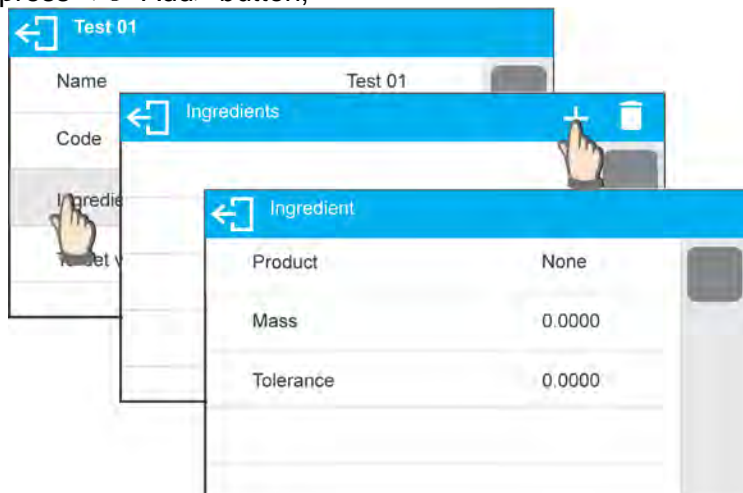 Test 01
Name Test 01
Code
Ingredients
Ingredient
Product None
Mass 0.0000
Tolerance 0.0000